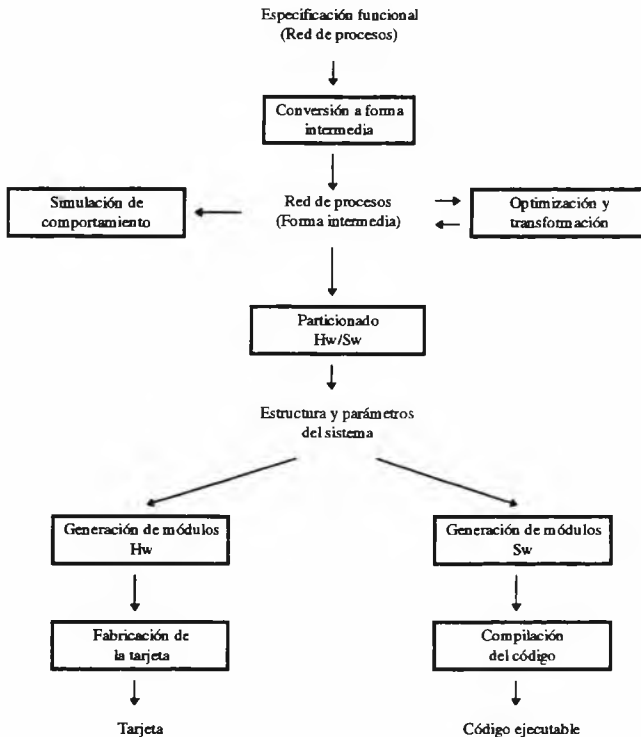 Especificación funcional
(Red de procesos)
Conversión a forma
intermedia
Simulación de
comportamiento
Red de procesos
(Forma intermedia)
Optimización y
transformación
Particionado
Hw/Sw
Estructura y parámetros
del sistema
Generación de módulos
Hw
Generación de módulos
Sw
Fabricación de
la tarjeta
Compilación
del código
Tarjeta
Código ejecutable